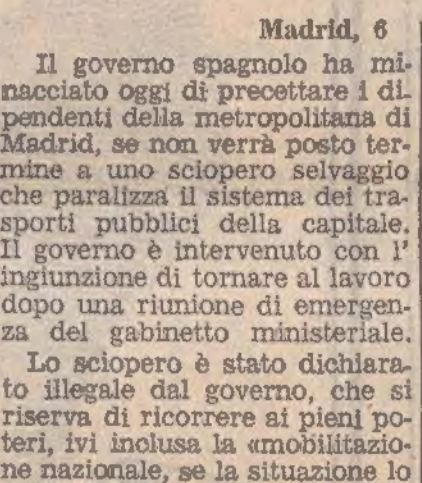 Madrid, 6
Il governo spagnolo ha mi-
nacciato oggi di precettare i di-
pendenti della metropolitana di
Madrid, se non verrà posto ter-
mine a uno sciopero selvaggio
che paralizza il sistema dei tra-
sporti pubblici della capitale.
Il governo è intervenuto con l'
ingiunzione di tornare al lavoro
dopo una riunione di emergen-
za del gabinetto ministeriale.
Lo sciopero è stato dichiara-
to illegale dal governo, che si
riserva di ricorrere ai pieni po-
teri, ivi inclusa la «mobilitazio-
ne nazionale, se la situazione lo